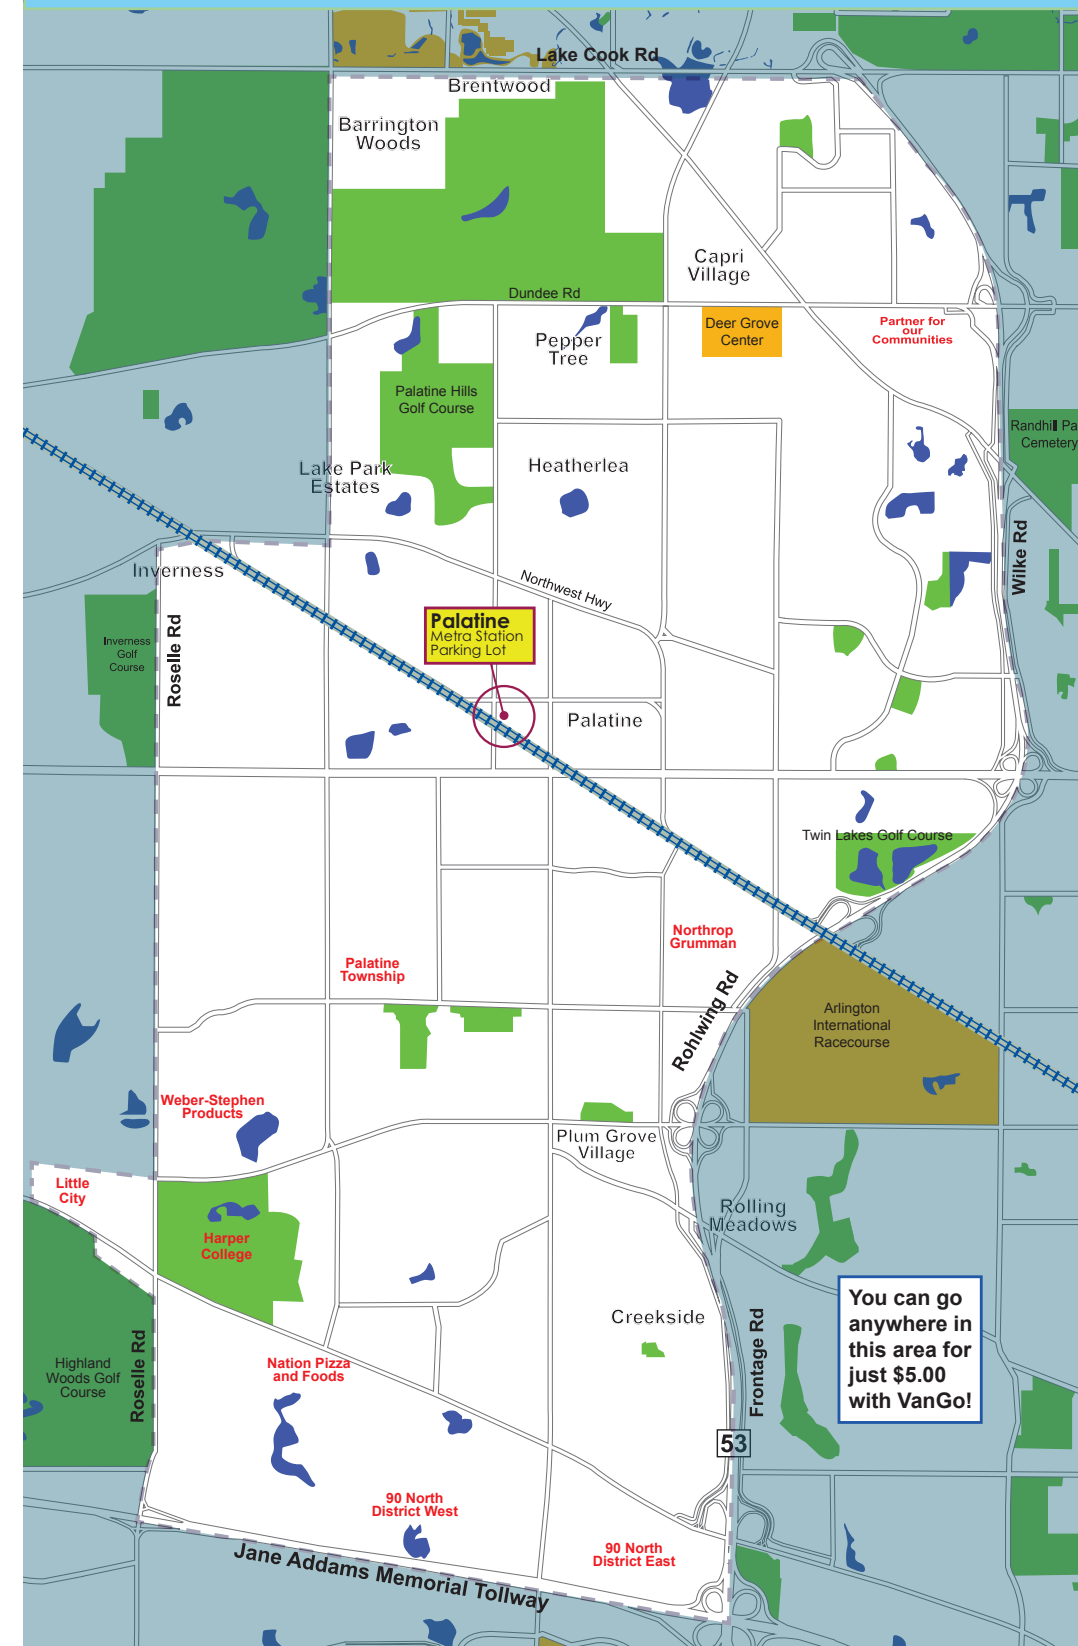 Lake Cook Rd
Brentwood
Barrington
Woods
Capri
Village
Dundee Rd
Deer Grove
Center
Partner for
our
Communities
Pepper
Tree
Palatine Hills
Golf Course
Randhill Pa
Cemetery
Lake Park
Estates
Heatherlea
Wilke Rd
Inverness
Northwest Hwy
Palatine
Metra Station
Parking Lot
Inverness
Golf
Course
Roselle Rd
Palatine
Twin Lakes Golf Course
Northrop
Grumman
Palatine
Township
Rohlwing Rd
Arlington
International
Racecourse
Weber-Stephen
Products
Plum Grove
Village
Little
City
Rolling
Meadows
Harper
College
You can go
anywhere in
this area for
just $5.00
with VanGo!
Creekside
Frontage Rd
Highland
Woods Golf
Course
Roselle Rd
Nation Pizza
and Foods
53
90 North
District West
90 North
District East
Jane Addams Memorial Tollway